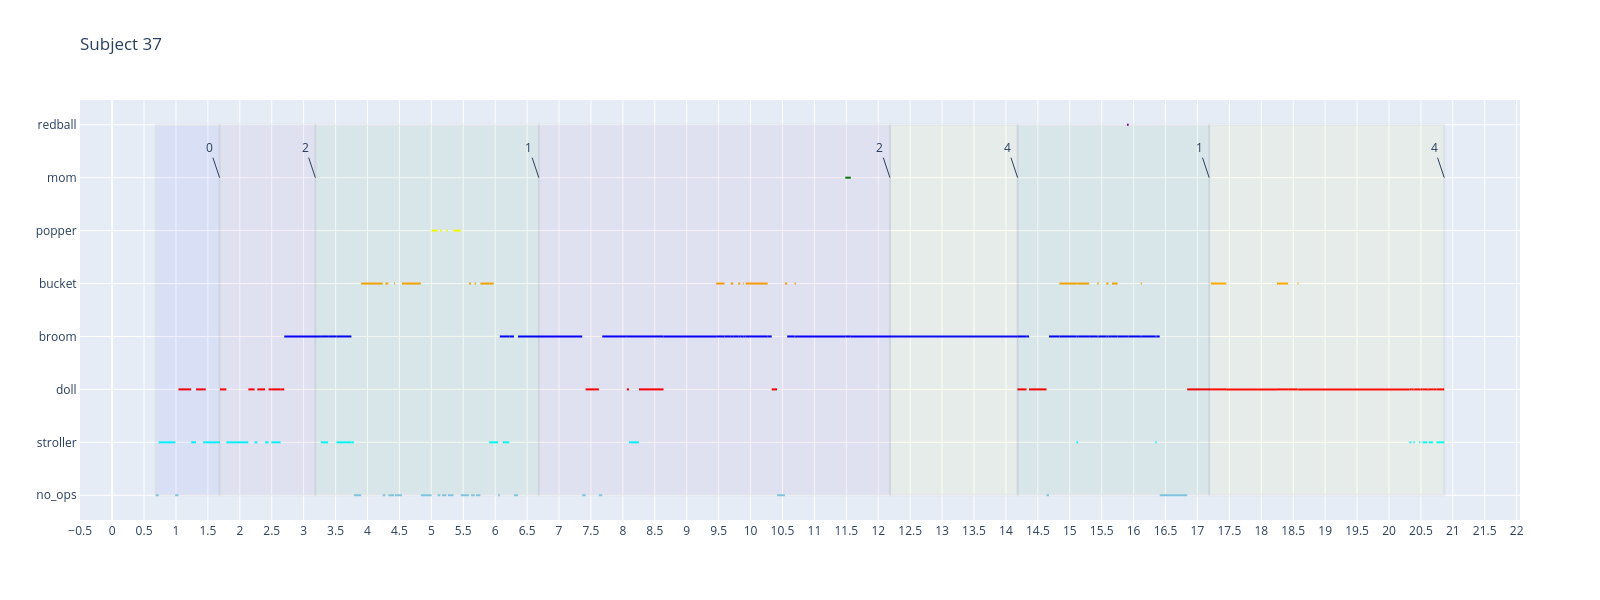 Subject 37
redball
0 2 1 2 4 1 4
mom
popper
bucket
broom
doll
stroller
no_ops
−0.5 0 0.5 1 1.5 2 2.5 3 3.5 4 4.5 5 5.5 6 6.5 7 7.5 8 8.5 9 9.5 10 10.5 11 11.5 12 12.5 13 13.5 14 14.5 15 15.5 16 16.5 17 17.5 18 18.5 19 19.5 20 20.5 21 21.5 22